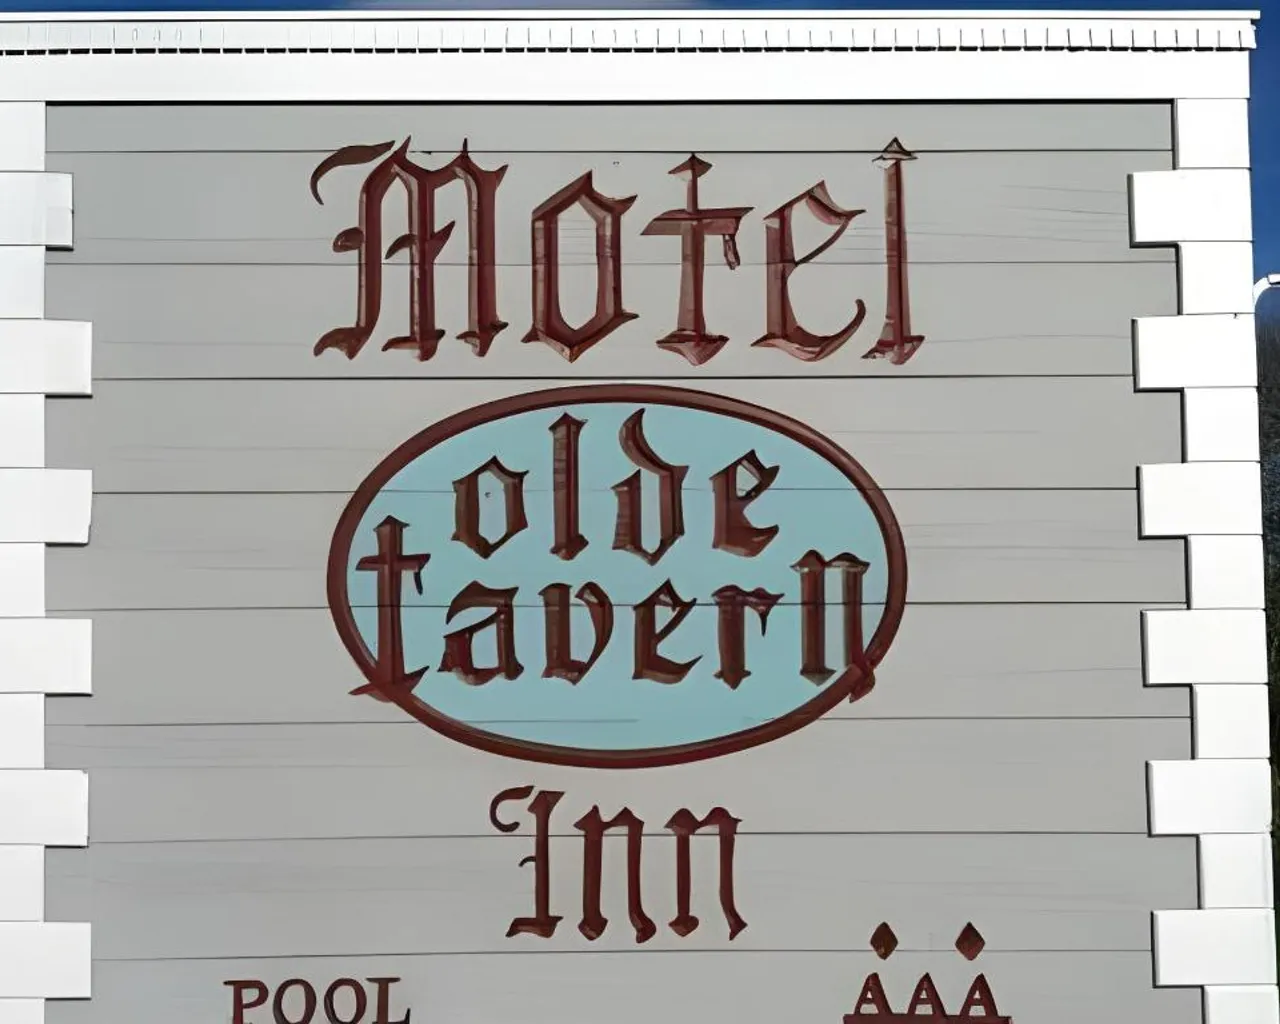 Motel
olde
tavern
Inn
POOL AAA